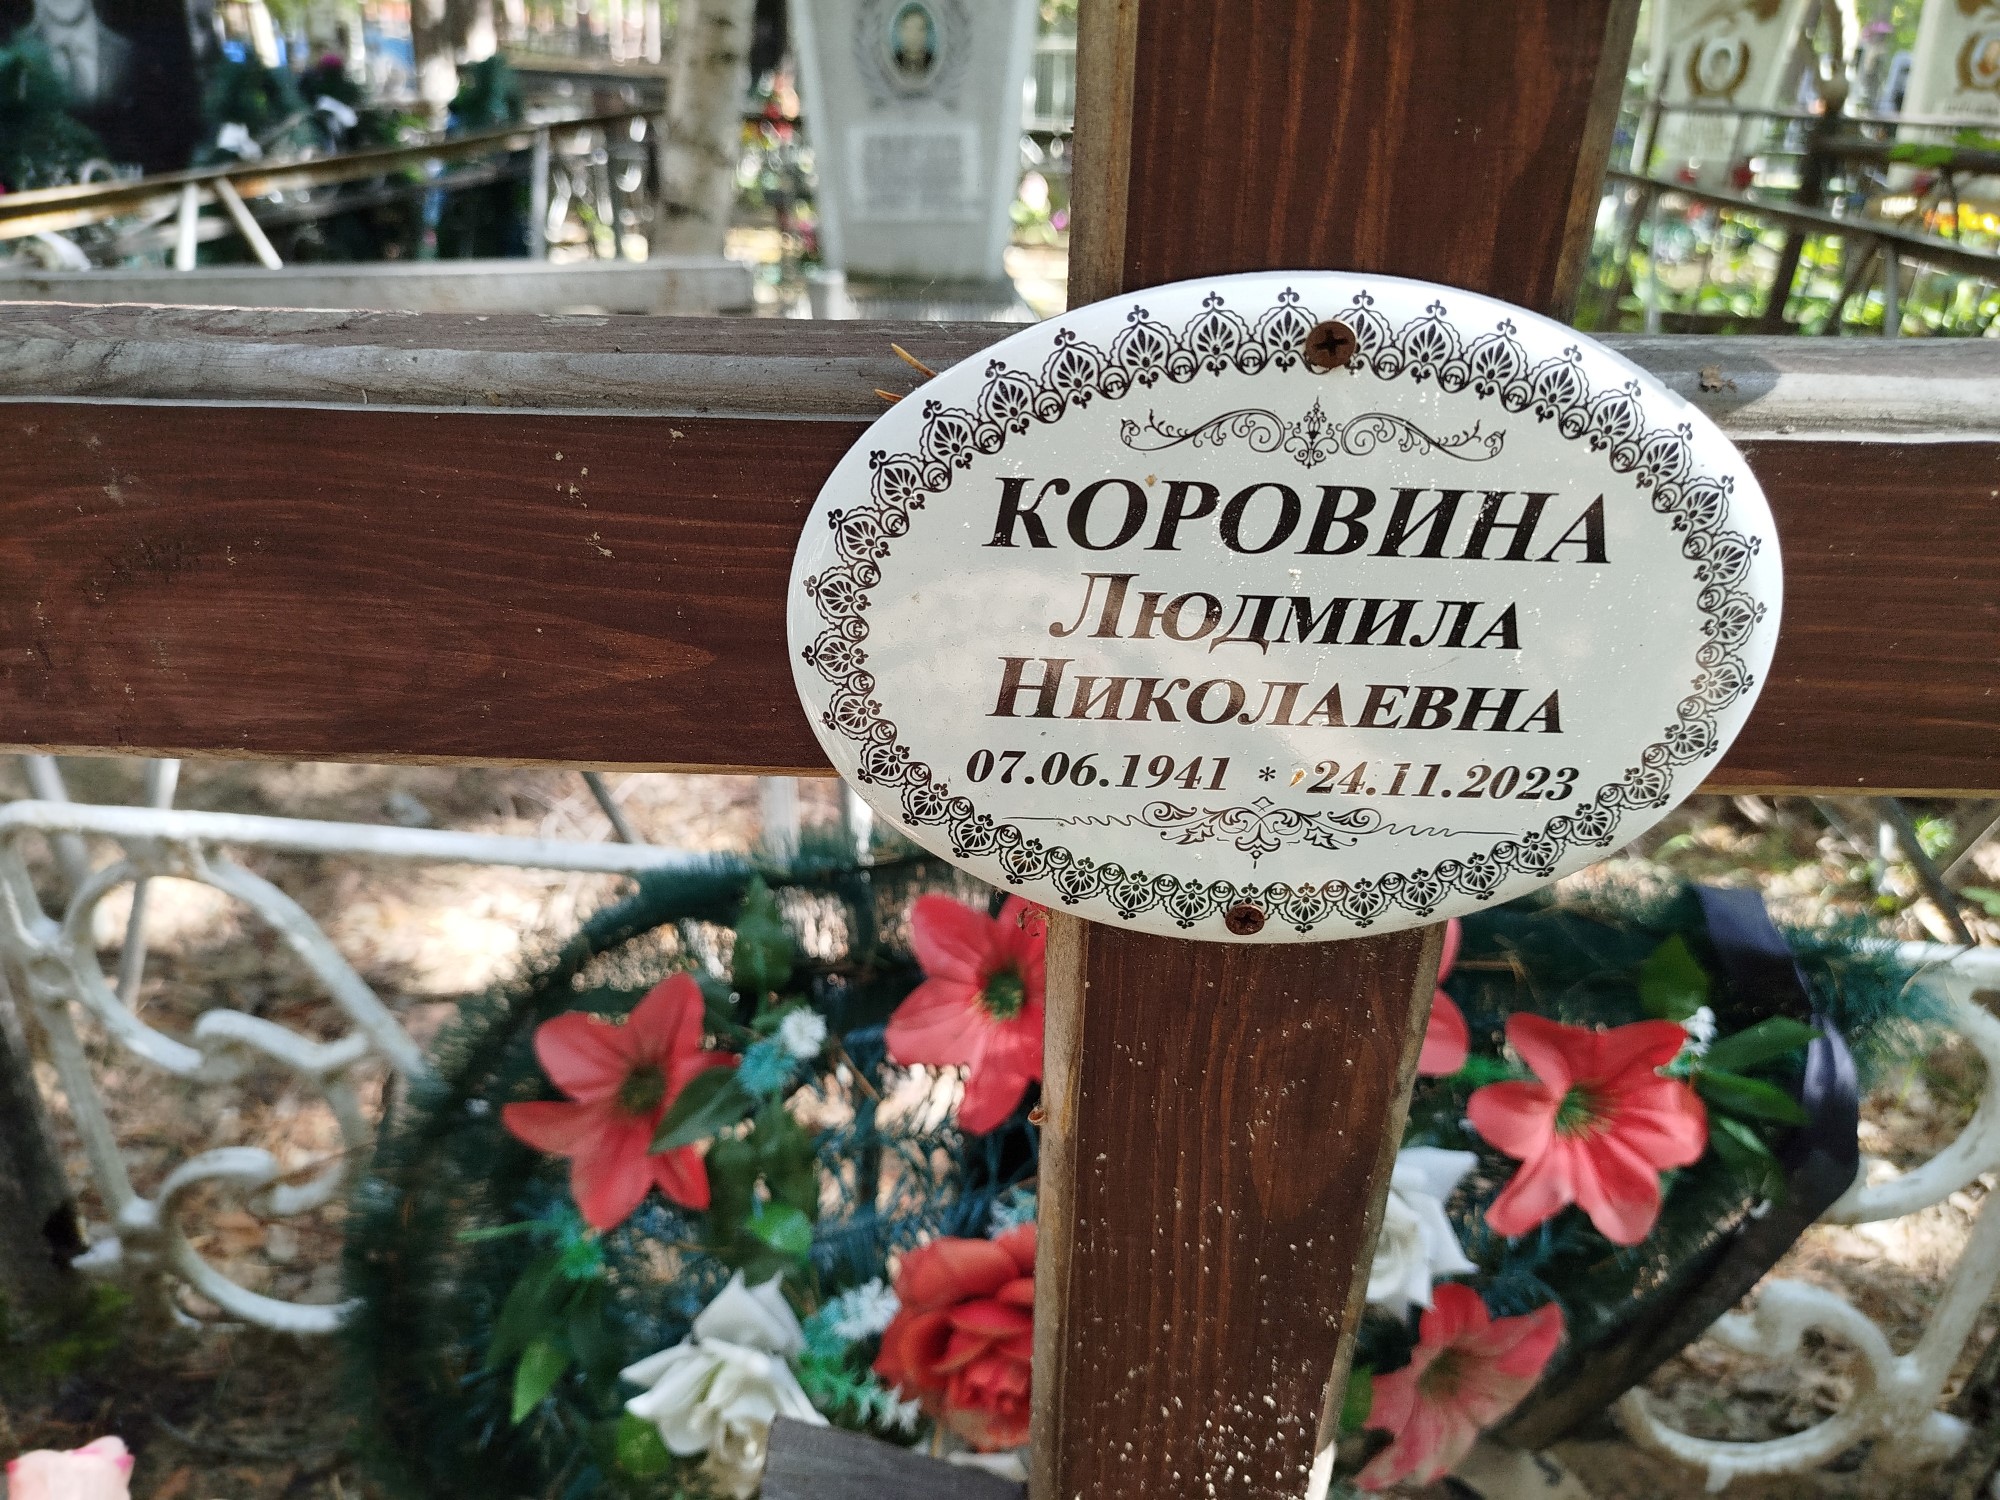 КОРОВИНА
Людмила
Николаевна
07.06.1941 * 24.11.2023